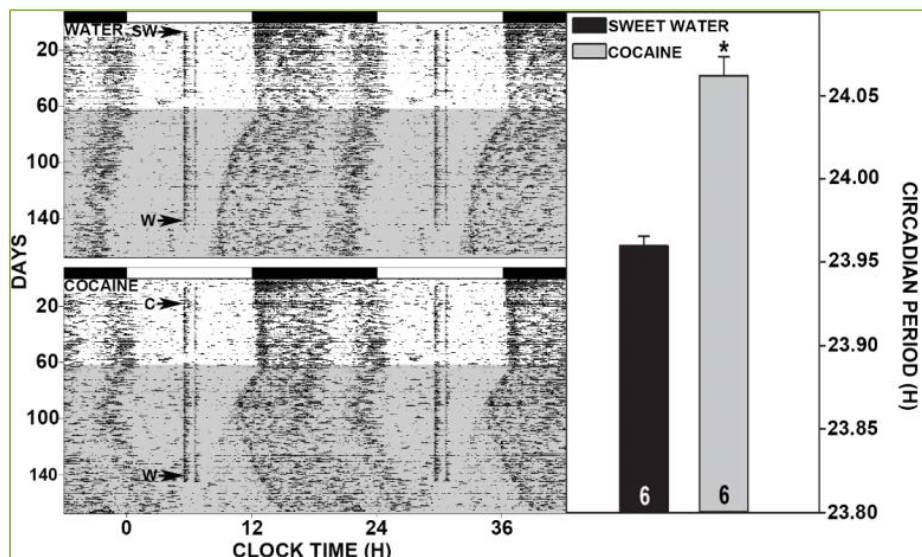 WATER SW
20
60
100
140
W
DAYS
COCAINE
C
20
60
100
140
W
0 12 24 36
CLOCK TIME (H)
SWEET WATER
COCAINE
*
6 6
24.05
24.00
23.95
23.90
23.85
23.80
CIRCADIAN PERIOD (H)